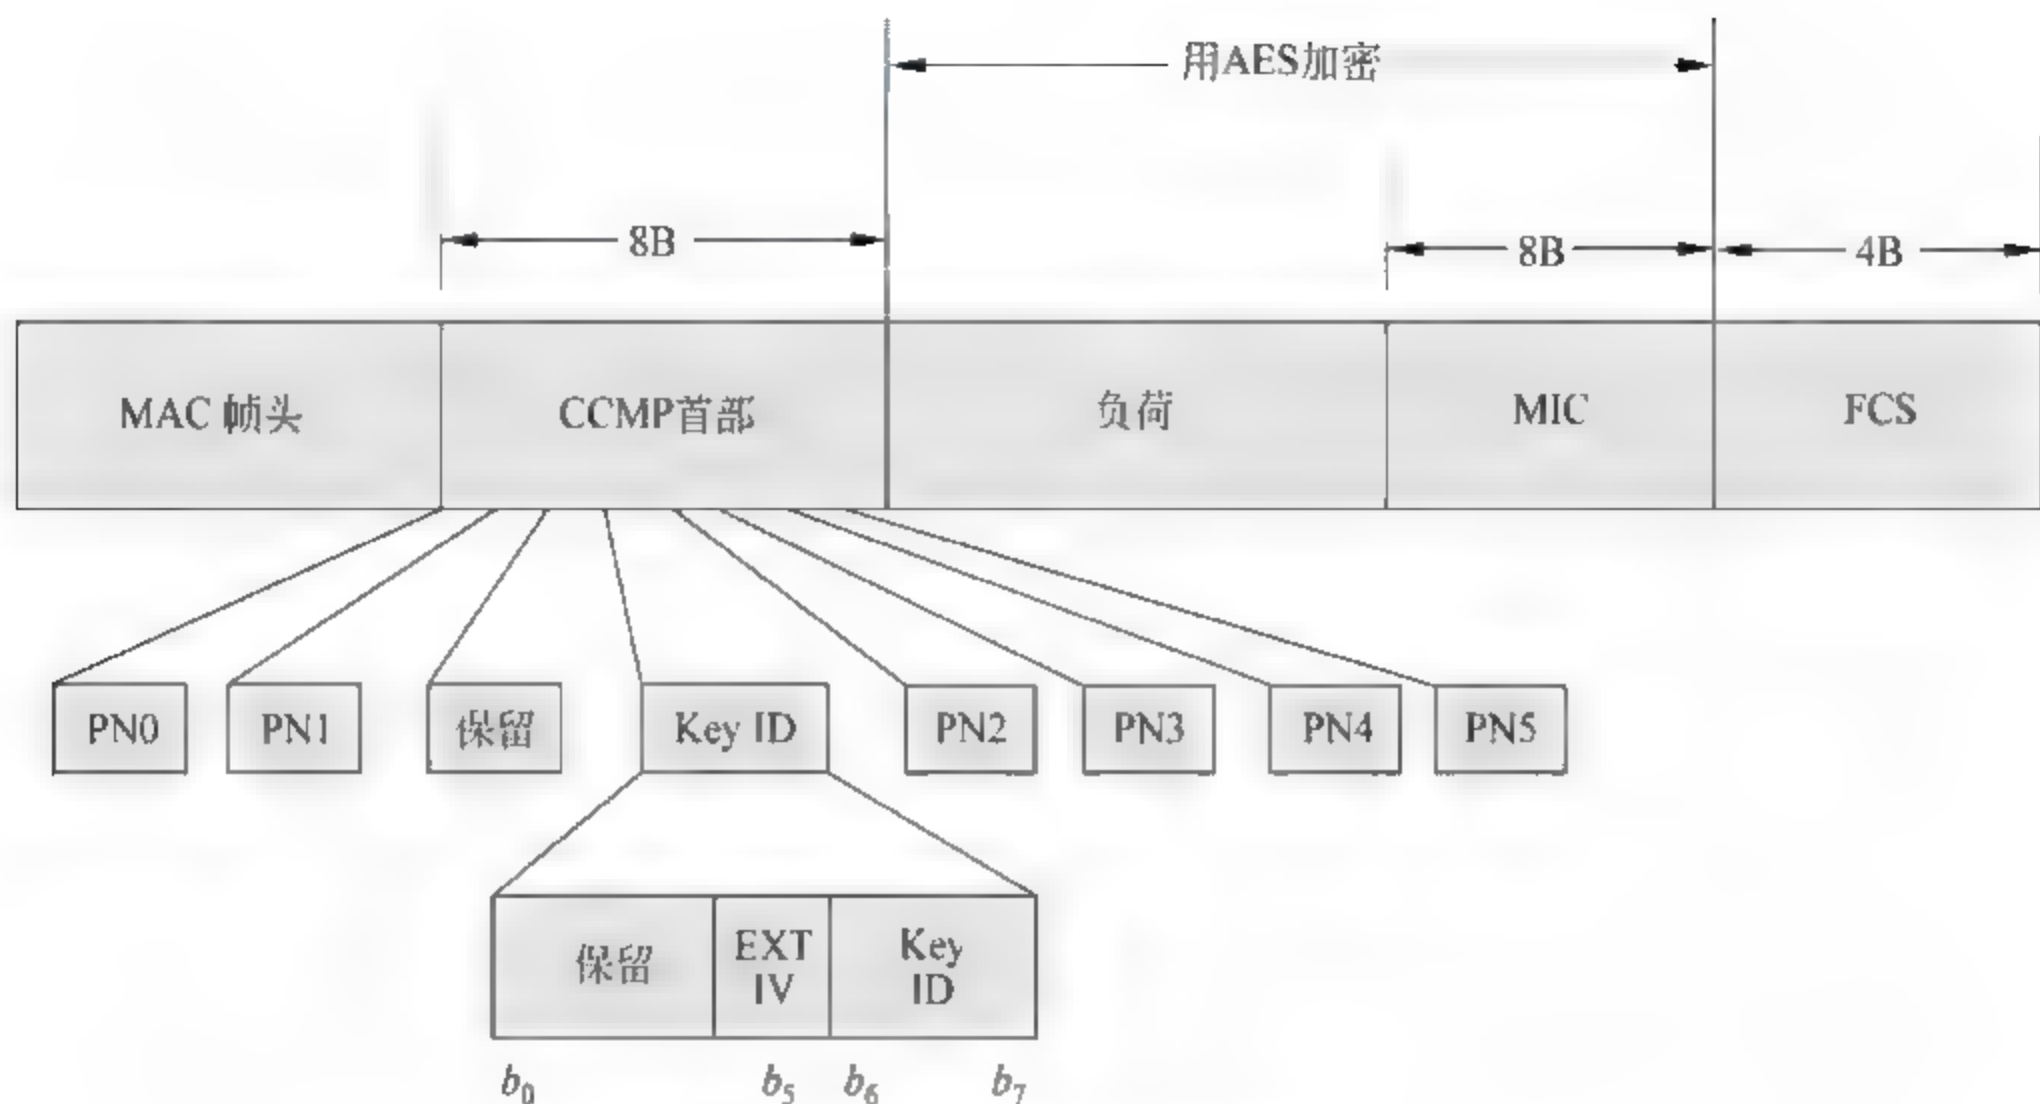 用AES加密
8B
8B
4B
MAC 帧头
CCMP首部
负荷
MIC
FCS
PN0
PN1
保留
Key ID
PN2
PN3
PN4
PN5
保留
EXT
IV
Key
ID
b₀
b₅
b₆
b₇